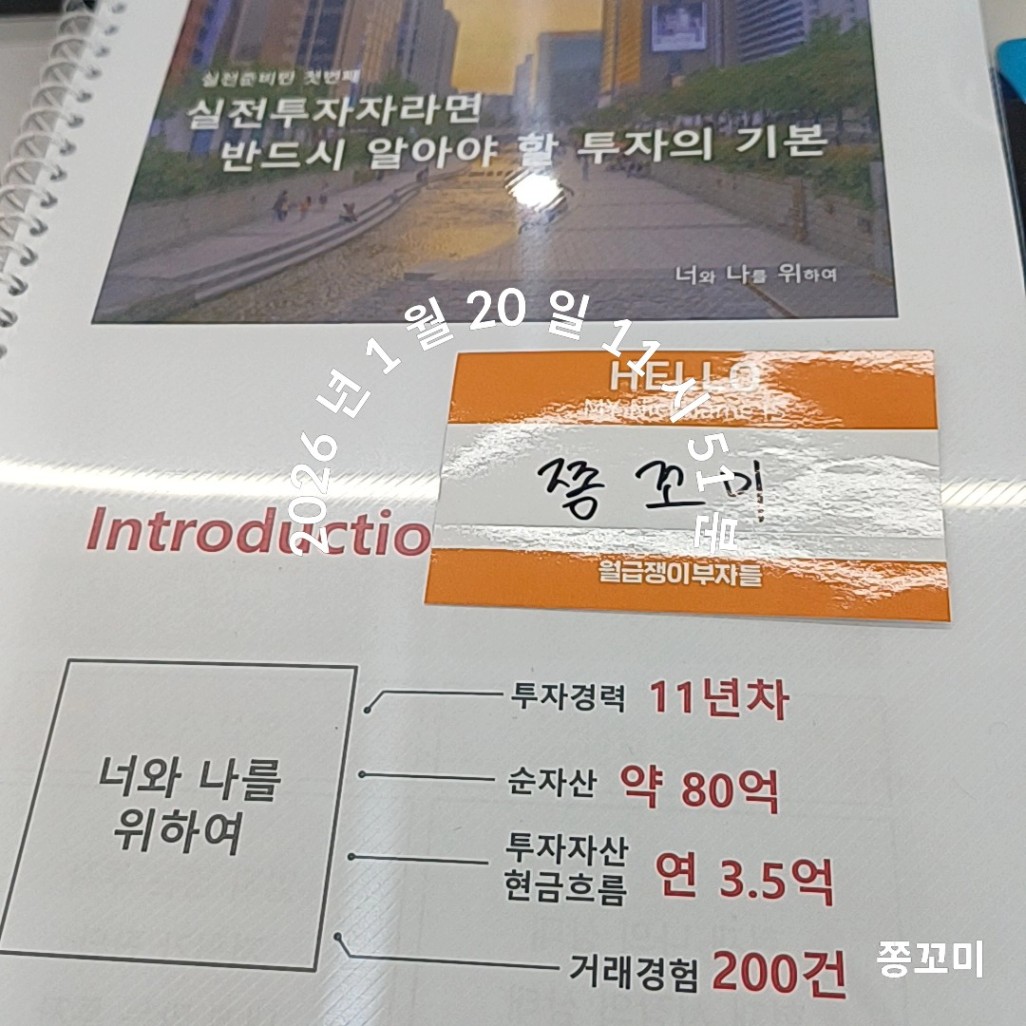 실전준비반 첫번째
실전투자자라면
반드시 알아야 할 투자의 기본
너와 나를 위하여
2026 년 1 월 20 일 11 시 51 분
HELLO
MY Nickname IS
쫑꼬미
월급쟁이부자들
Introductio
너와 나를
위하여
투자경력 11년차
순자산 약 80억
투자자산
현금흐름 연 3.5억
거래경험 200건
쫑꼬미